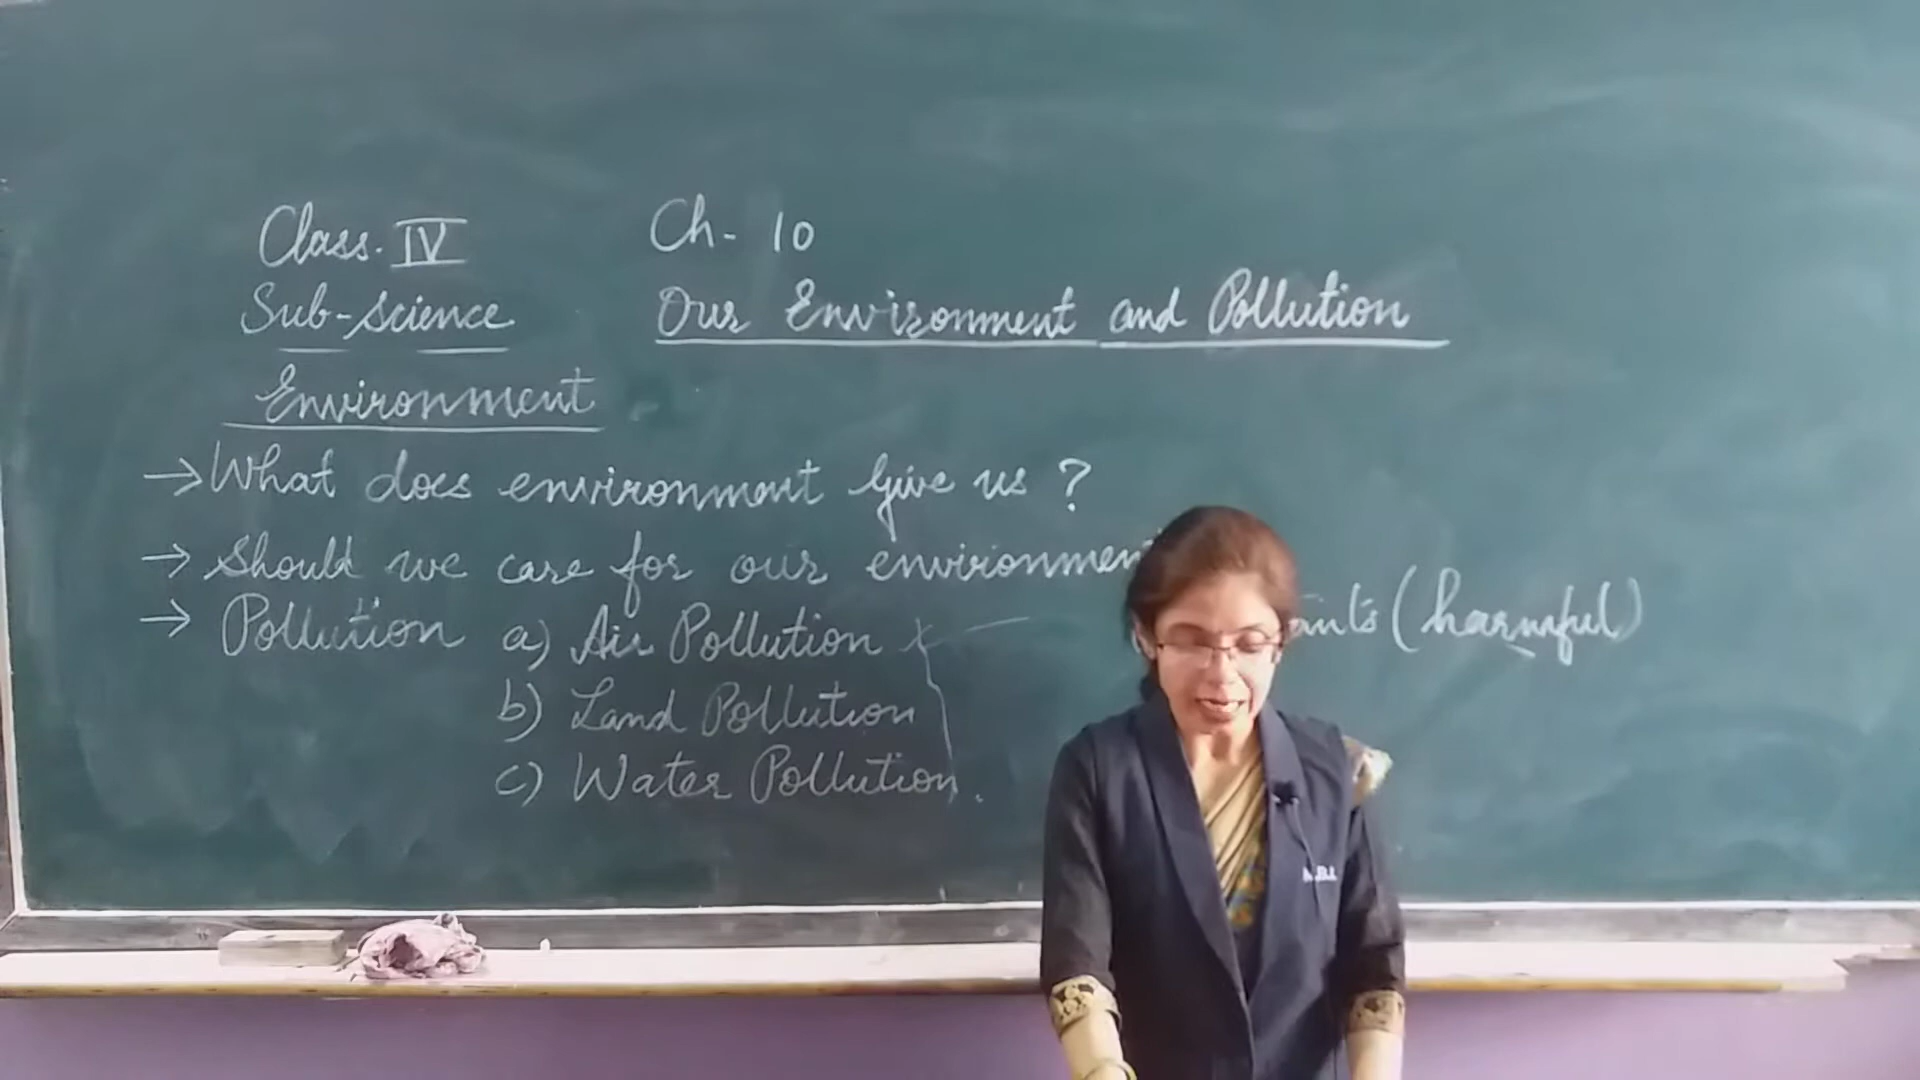 Class. IV
Ch- 10
Sub-science
Our Environment and Pollution
Environment
→ What does environment give us ?
→ Should we care for our environment
→ Pollution a) Air Pollution (harmful)
b) Land Pollution
c) Water Pollution.